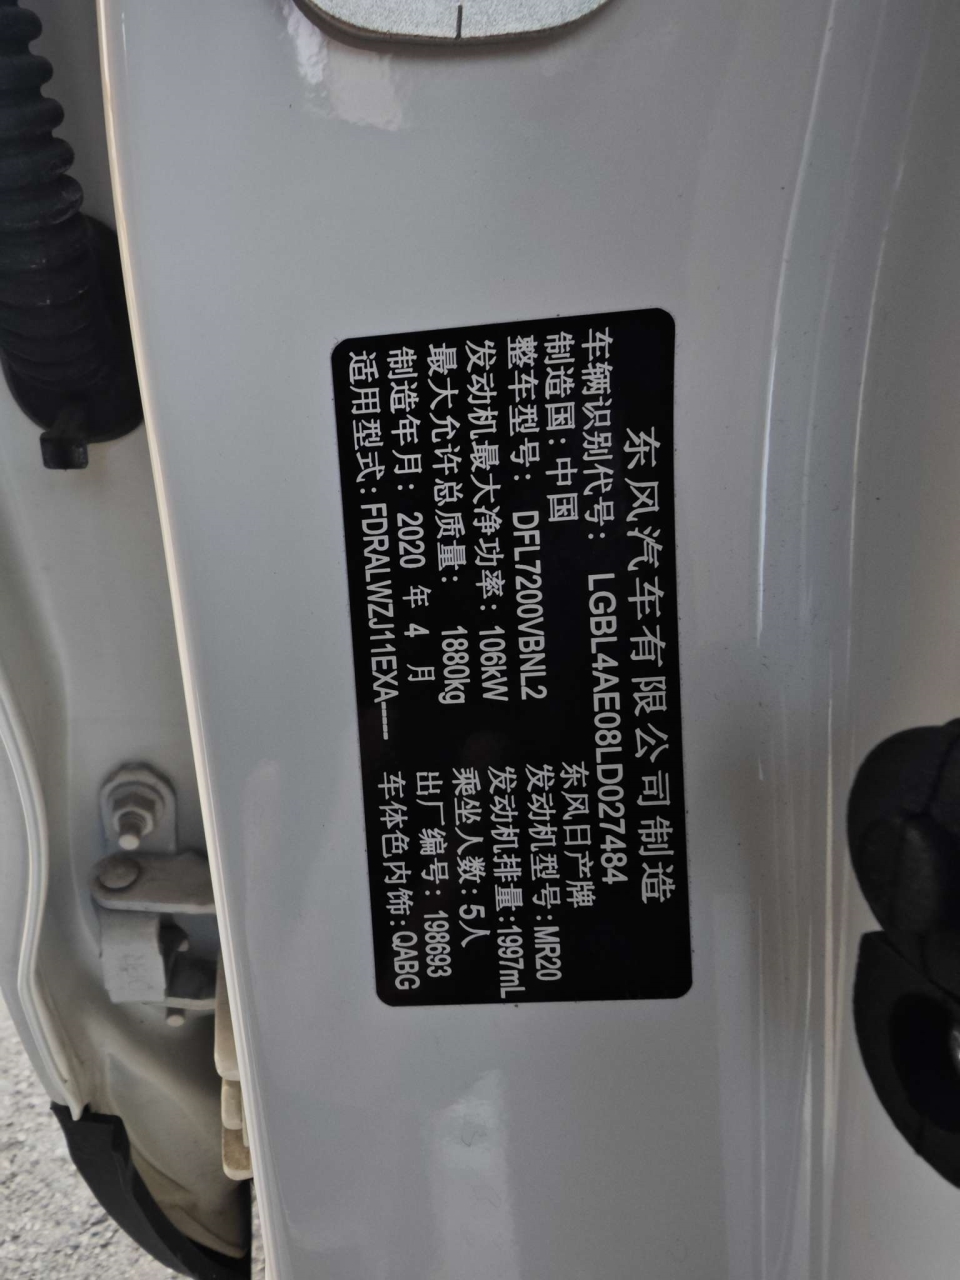 东风汽车有限公司制造
车辆识别代号: LGBL4AE08LD027484
制造国: 中国 东风日产牌
整车型号: DFL7200VBNL2 发动机型号:MR20
发动机最大净功率: 106kW 发动机排量:1997mL
最大允许总质量: 1880kg 乘坐人数: 5人
制造年月: 2020 年 4 月 出厂编号: 198693
适用型式: FDRALWZJ11EXA---- 车体色内饰: QABG